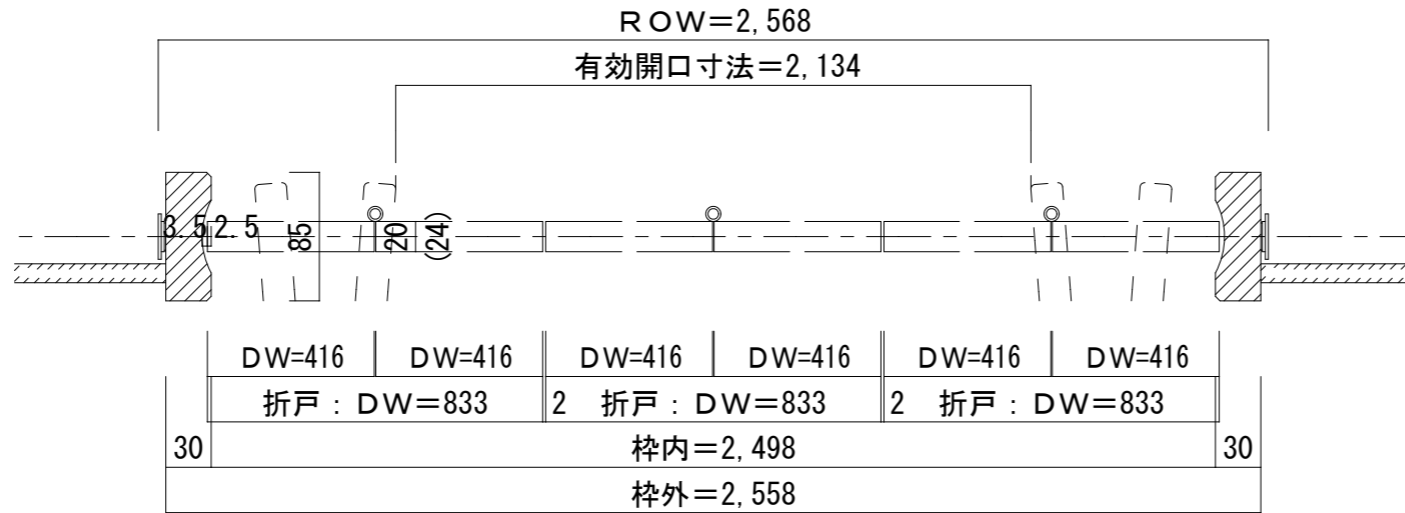 ＲＯＷ＝2,568
有効開口寸法＝2,134
3.5 2.5 85 20 (24)
ＤＷ=416 ＤＷ=416 ＤＷ=416 ＤＷ=416 ＤＷ=416 ＤＷ=416
折戸：ＤＷ＝833 2 折戸：ＤＷ＝833 2 折戸：ＤＷ＝833
30 枠内＝2,498 30
枠外＝2,558